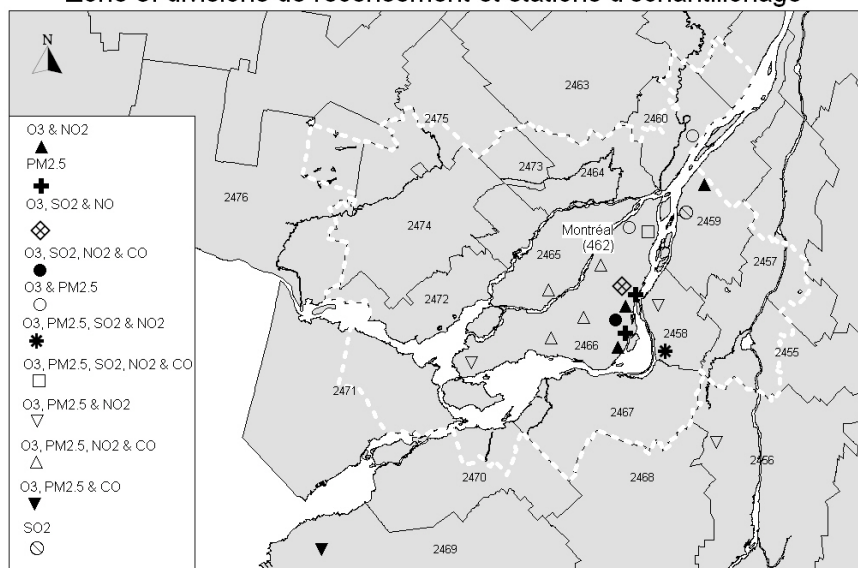 Zone of divisions de recensement et stations d'échantillonage
N
O3 & NO2
PM2.5
O3, SO2 & NO
O3, SO2, NO2 & CO
O3 & PM2.5
O3, PM2.5, SO2 & NO2
O3, PM2.5, SO2, NO2 & CO
O3, PM2.5 & NO2
O3, PM2.5, NO2 & CO
O3, PM2.5 & CO
SO2
2463
2475
2460
2473
2464
2476
2459
2474
Montréal
(462)
2465
2457
2472
2458
2466
2455
2471
2467
2456
2470
2468
2469